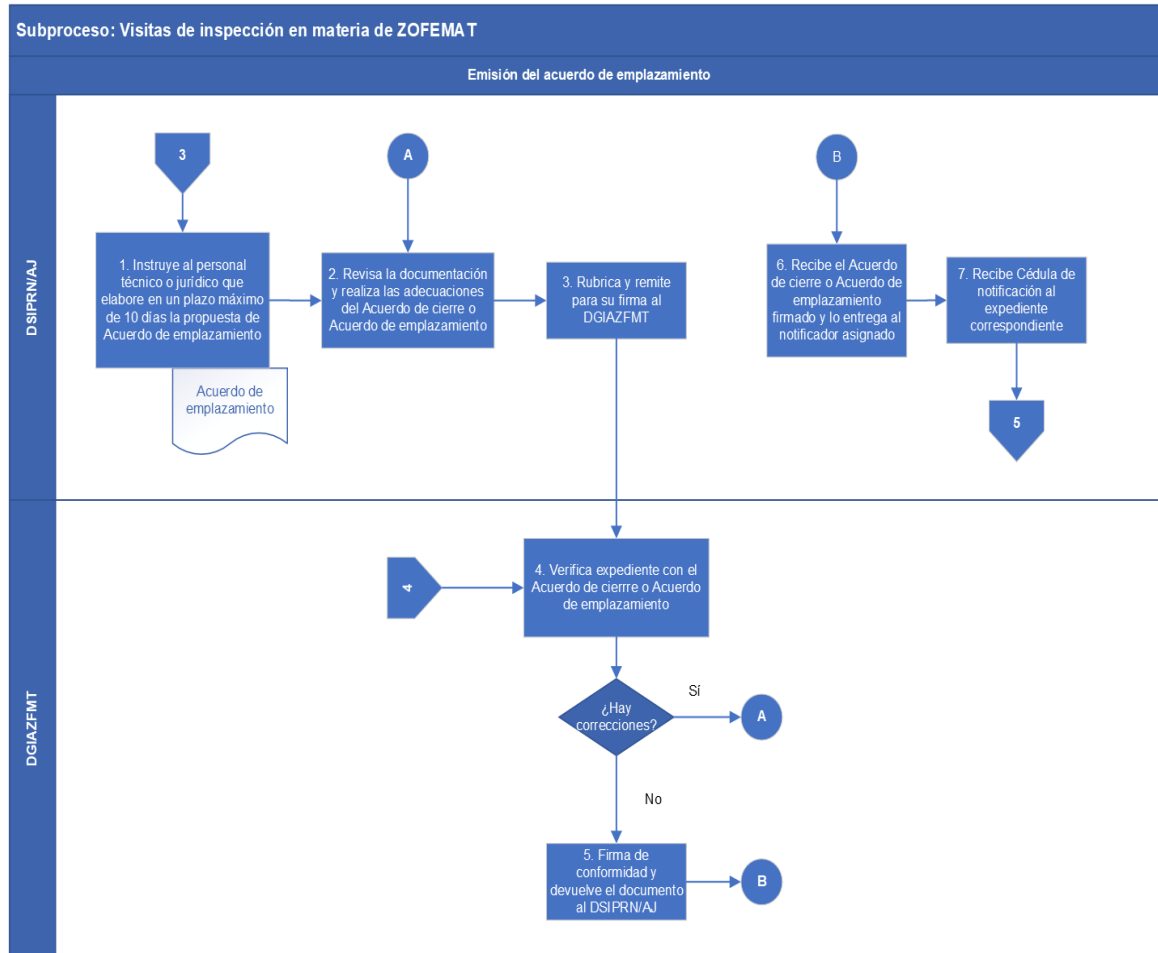 Subproceso: Visitas de inspección en materia de ZOFEMAT
Emisión del acuerdo de emplazamiento
DSIPRN/AJ
3
1. Instruye al personal
técnico o jurídico que
elabore en un plazo máximo
de 10 días la propuesta de
Acuerdo de emplazamiento
Acuerdo de
emplazamiento
A
2. Revisa la documentación
y realiza las adecuaciones
del Acuerdo de cierre o
Acuerdo de emplazamiento
3. Rubrica y remite
para su firma al
DGIAZFMT
B
6. Recibe el Acuerdo
de cierre o Acuerdo de
emplazamiento
firmado y lo entrega al
notificador asignado
7. Recibe Cédula de
notificación al
expediente
correspondiente
5
DGIAZFMT
4
4. Verifica expediente con el
Acuerdo de cierrre o Acuerdo
de emplazamiento
¿Hay
correcciones?
Sí
A
No
5. Firma de
conformidad y
devuelve el documento
al DSIPRN/AJ
B